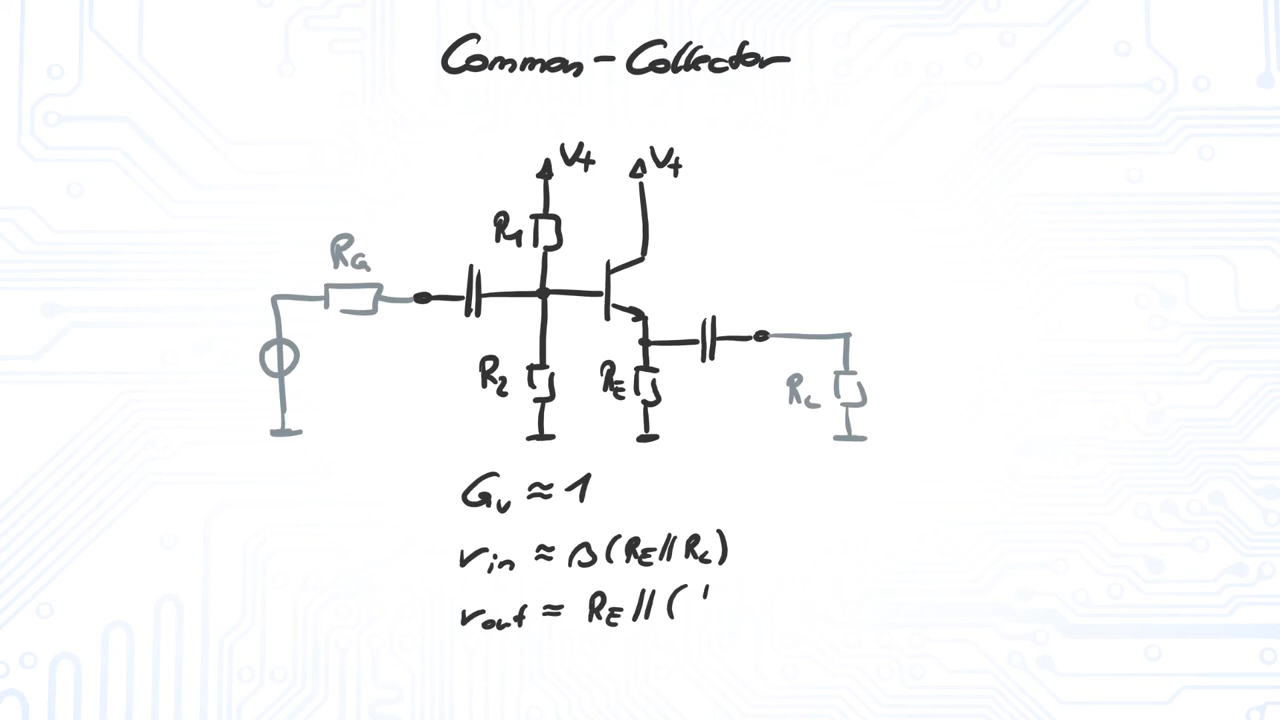 Common-Collector
V+ V+
R1
RG
R2 RE RL
Gv ≈ 1
rin ≈ β(RE//RL)
rout ≈ RE//(